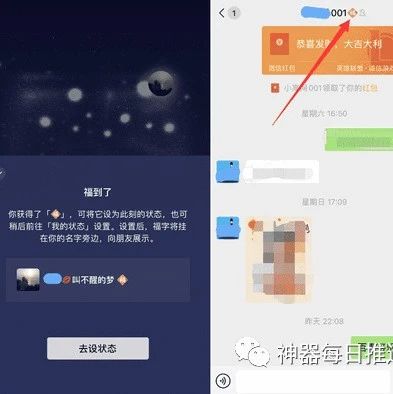 福到了
你获得了「福」，可将它设为此刻的状态，也可
稍后前往「我的状态」设置。设置后，福字将挂
在你的名字旁边，向朋友展示。
叫不醒的梦
去设状态
1
001
恭喜发财，大吉大利
微信红包
领取了你的红包
星期六 16:50
星期日 17:09
昨天 22:08
神器每日推送